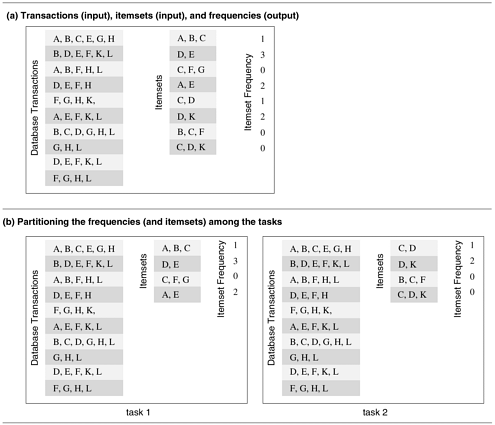 (a) Transactions (input), itemsets (input), and frequencies (output)
Database Transactions
A, B, C, E, G, H
B, D, E, F, K, L
A, B, F, H, L
D, E, F, H
F, G, H, K,
A, E, F, K, L
B, C, D, G, H, L
G, H, L
D, E, F, K, L
F, G, H, L
Itemsets
A, B, C
D, E
C, F, G
A, E
C, D
D, K
B, C, F
C, D, K
Itemset Frequency
1
3
0
2
1
2
0
0
(b) Partitioning the frequencies (and itemsets) among the tasks
Database Transactions
A, B, C, E, G, H
B, D, E, F, K, L
A, B, F, H, L
D, E, F, H
F, G, H, K,
A, E, F, K, L
B, C, D, G, H, L
G, H, L
D, E, F, K, L
F, G, H, L
Itemsets
A, B, C
D, E
C, F, G
A, E
Itemset Frequency
1
3
0
2
task 1
Database Transactions
A, B, C, E, G, H
B, D, E, F, K, L
A, B, F, H, L
D, E, F, H
F, G, H, K,
A, E, F, K, L
B, C, D, G, H, L
G, H, L
D, E, F, K, L
F, G, H, L
Itemsets
C, D
D, K
B, C, F
C, D, K
Itemset Frequency
1
2
0
0
task 2